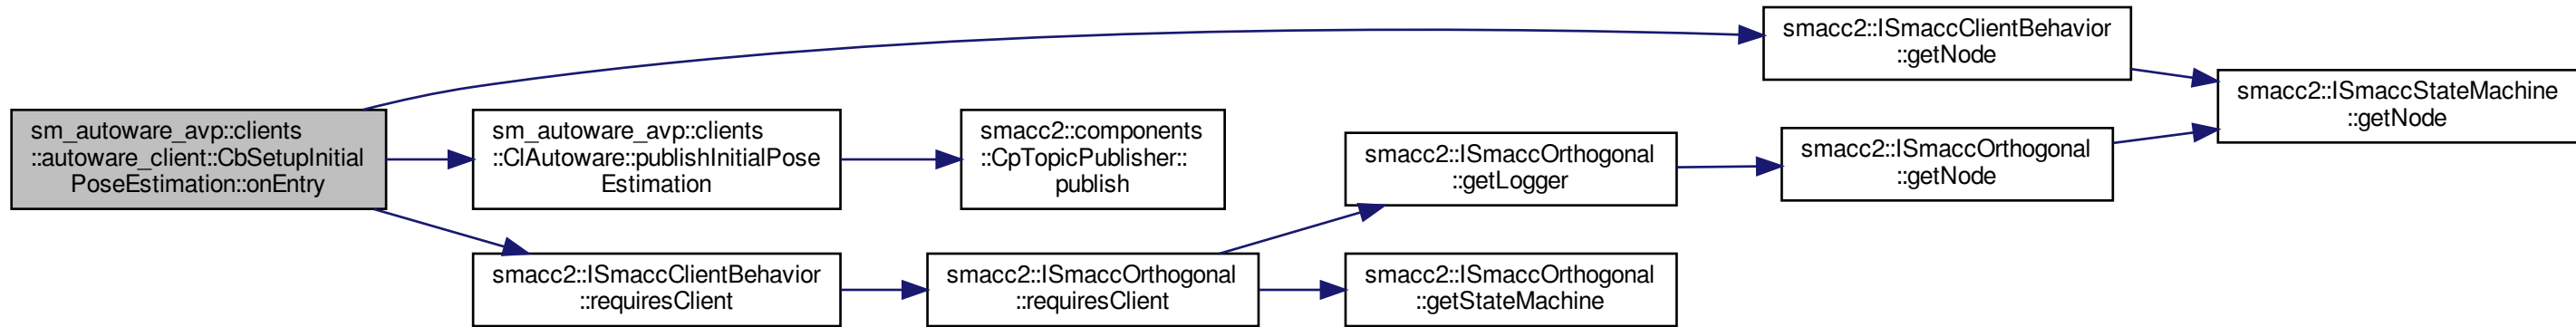 sm_autoware_avp::clients
::autoware_client::CbSetupInitial
PoseEstimation::onEntry
sm_autoware_avp::clients
::ClAutoware::publishInitialPose
Estimation
smacc2::components
::CpTopicPublisher::
publish
smacc2::ISmaccClientBehavior
::requiresClient
smacc2::ISmaccOrthogonal
::requiresClient
smacc2::ISmaccOrthogonal
::getLogger
smacc2::ISmaccOrthogonal
::getStateMachine
smacc2::ISmaccClientBehavior
::getNode
smacc2::ISmaccOrthogonal
::getNode
smacc2::ISmaccStateMachine
::getNode